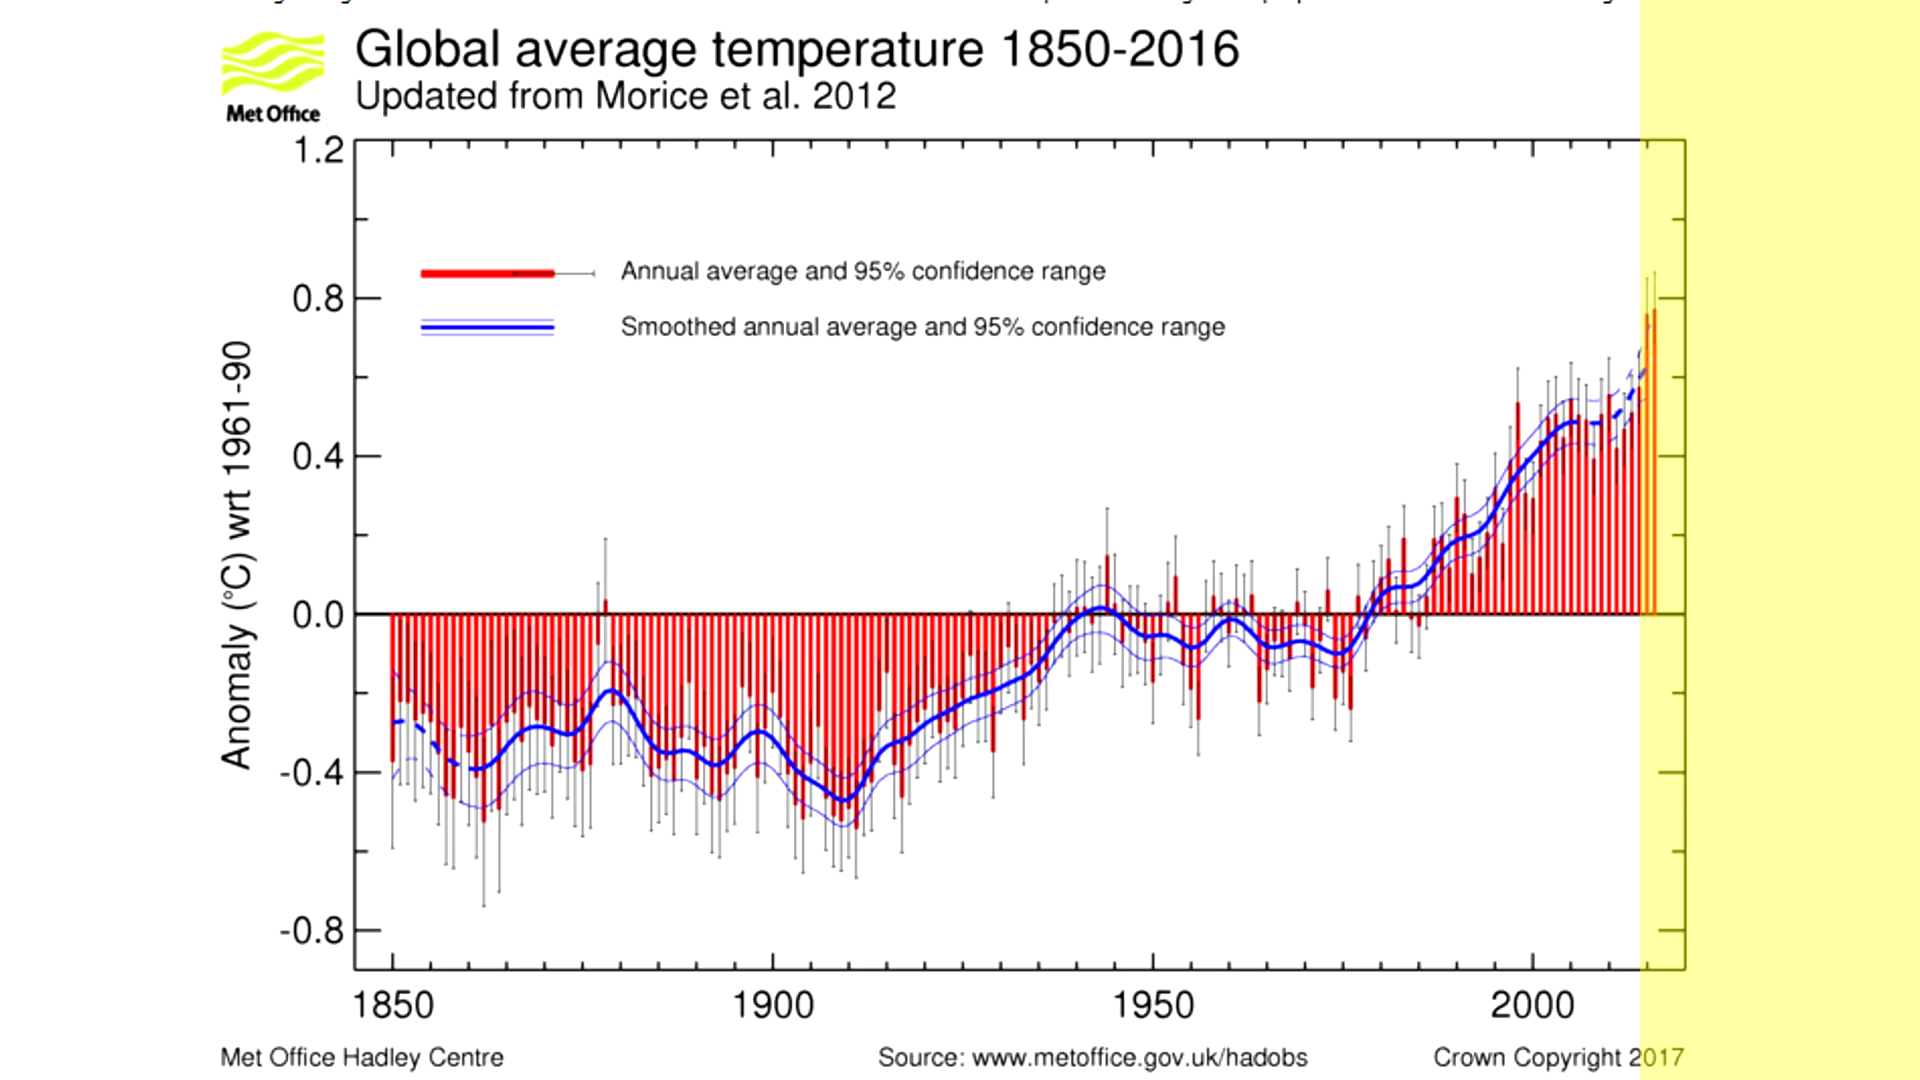 Global average temperature 1850-2016
Updated from Morice et al. 2012
Met Office
1.2
0.8
0.4
0.0
-0.4
-0.8
Anomaly (°C) wrt 1961-90
Annual average and 95% confidence range
Smoothed annual average and 95% confidence range
1850 1900 1950 2000
Met Office Hadley Centre Source: www.metoffice.gov.uk/hadobs Crown Copyright 2017